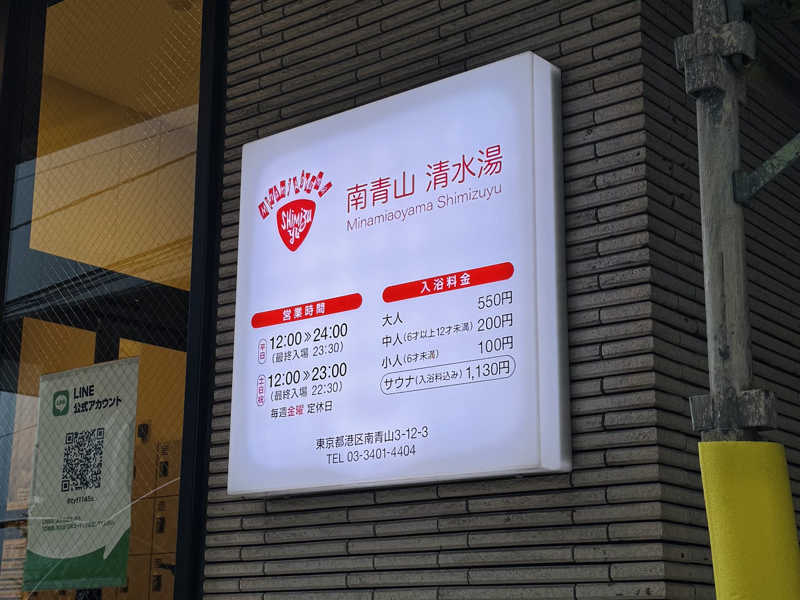 SHIMIZU
YU
南青山 清水湯
Minamiaoyama Shimizuyu
営業時間
平日 12:00≫24:00
(最終入場 23:30)
土日祝 12:00≫23:00
(最終入場 22:30)
毎週金曜 定休日
入浴料金
大人 550円
中人(6才以上12才未満) 200円
小人(6才未満) 100円
サウナ(入浴料込み) 1,130円
東京都港区南青山3-12-3
TEL 03-3401-4404
LINE
公式アカウント